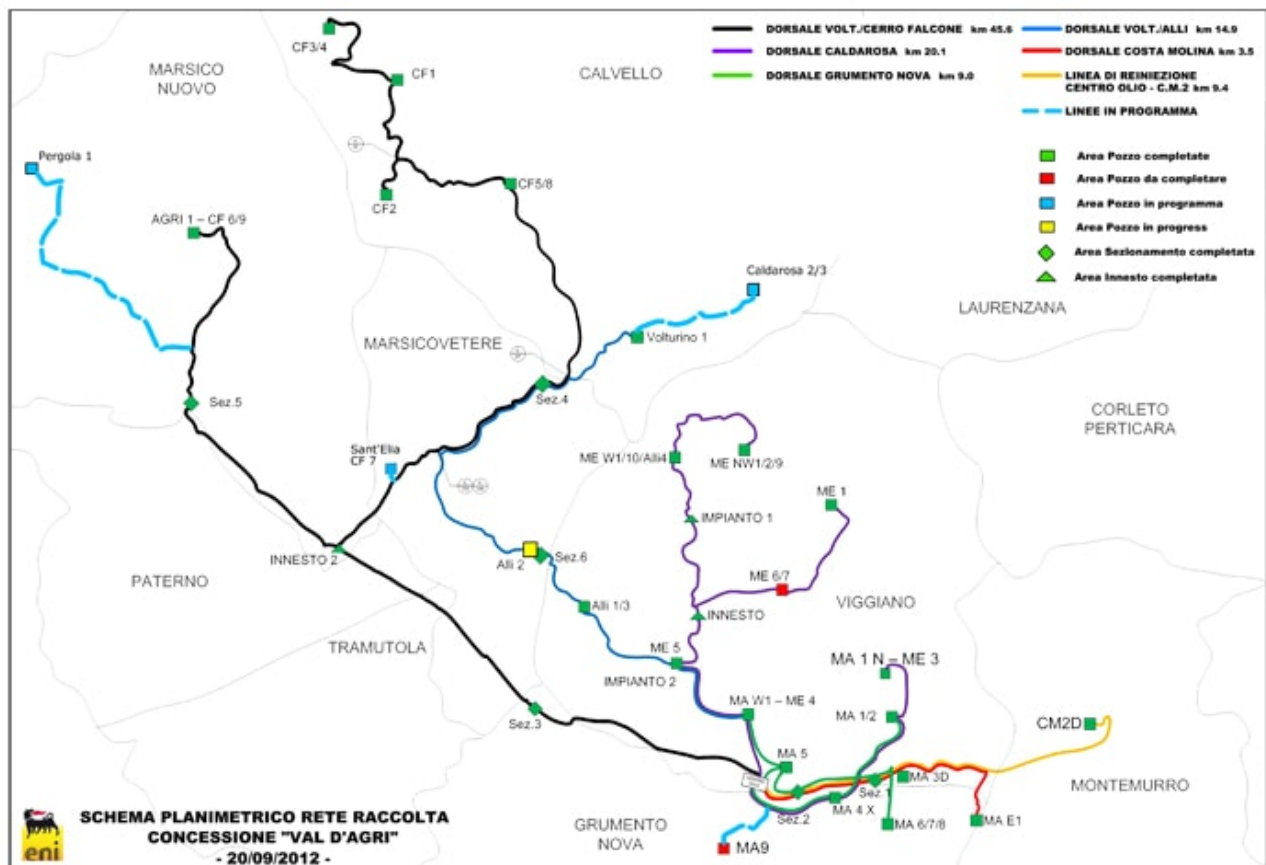 DORSALE VOLT./CERRO FALCONE km 45.6
DORSALE CALDAROSA km 20.1
DORSALE GRUMENTO NOVA km 9.0
DORSALE VOLT./ALLI km 14.9
DORSALE COSTA MOLINA km 3.5
LINEA DI REINIEZIONE
CENTRO OLIO - C.M.2 km 9.4
LINEE IN PROGRAMMA
Area Pozzo completate
Area Pozzo da completare
Area Pozzo in programma
Area Pozzo in progress
Area Sezionamento completata
Area Innesto completata
CF3/4
MARSICO
NUOVO
CF1
CALVELLO
Pergola 1
CF5/8
CF2
AGRI 1 – CF 6/9
Caldarosa 2/3
LAURENZANA
Volturino 1
MARSICOVETERE
Sez.4
Sez.5
CORLETO
PERTICARA
Sant'Elia
CF 7
ME W1/10/Alli4
ME NW1/2/9
ME 1
IMPIANTO 1
INNESTO 2
Alli 2
Sez.6
PATERNO
ME 6/7
Alli 1/3
VIGGIANO
INNESTO
TRAMUTOLA
ME 5
IMPIANTO 2
MA 1 N – ME 3
MA W1 – ME 4
Sez.3
MA 1/2
CM2D
MA 5
MA 3D
Sez.1
MONTEMURRO
MA 4 X
Sez.2
MA 6/7/8
MA E1
GRUMENTO
NOVA
MA9
SCHEMA PLANIMETRICO RETE RACCOLTA
CONCESSIONE "VAL D'AGRI"
- 20/09/2012 -
eni